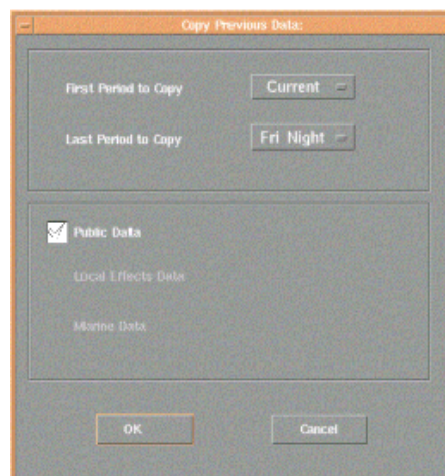 Copy Previous Data:
First Period to Copy Current
Last Period to Copy Fri Night
Public Data
Local Effects Data
Marine Data
OK Cancel